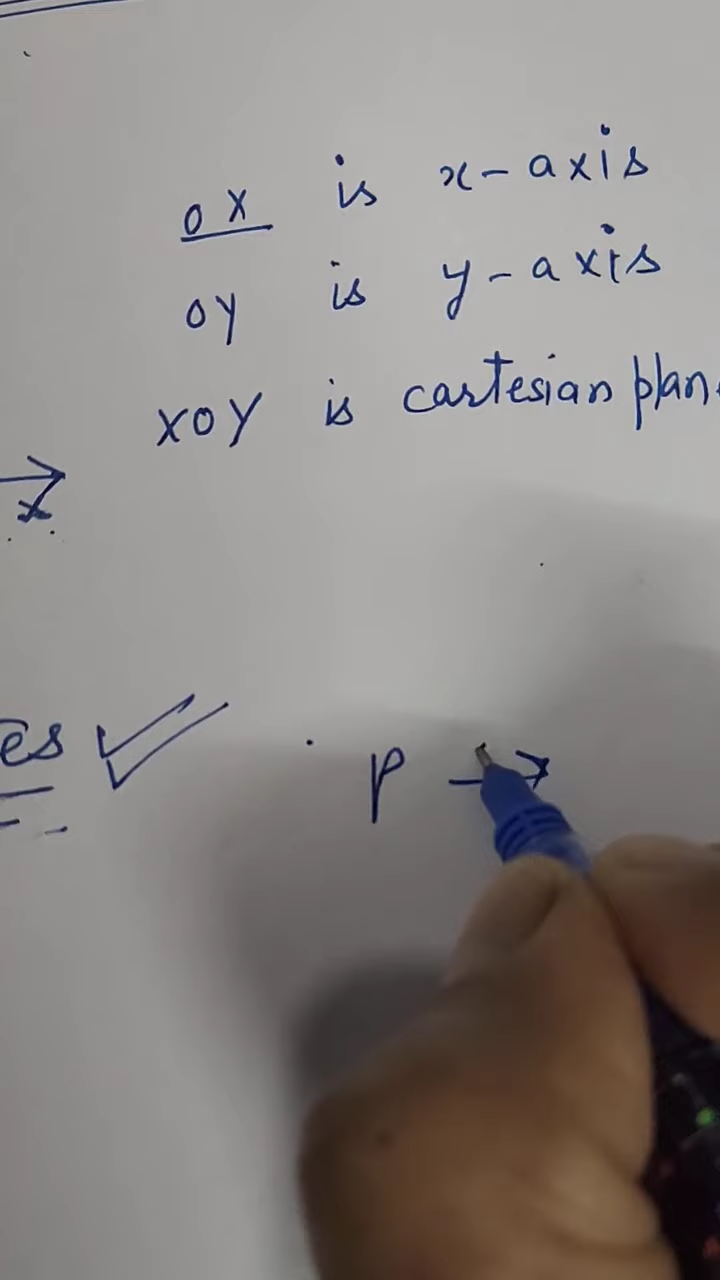 OX is x-axis
OY is y-axis
XOY is cartesian plan
x
es P →